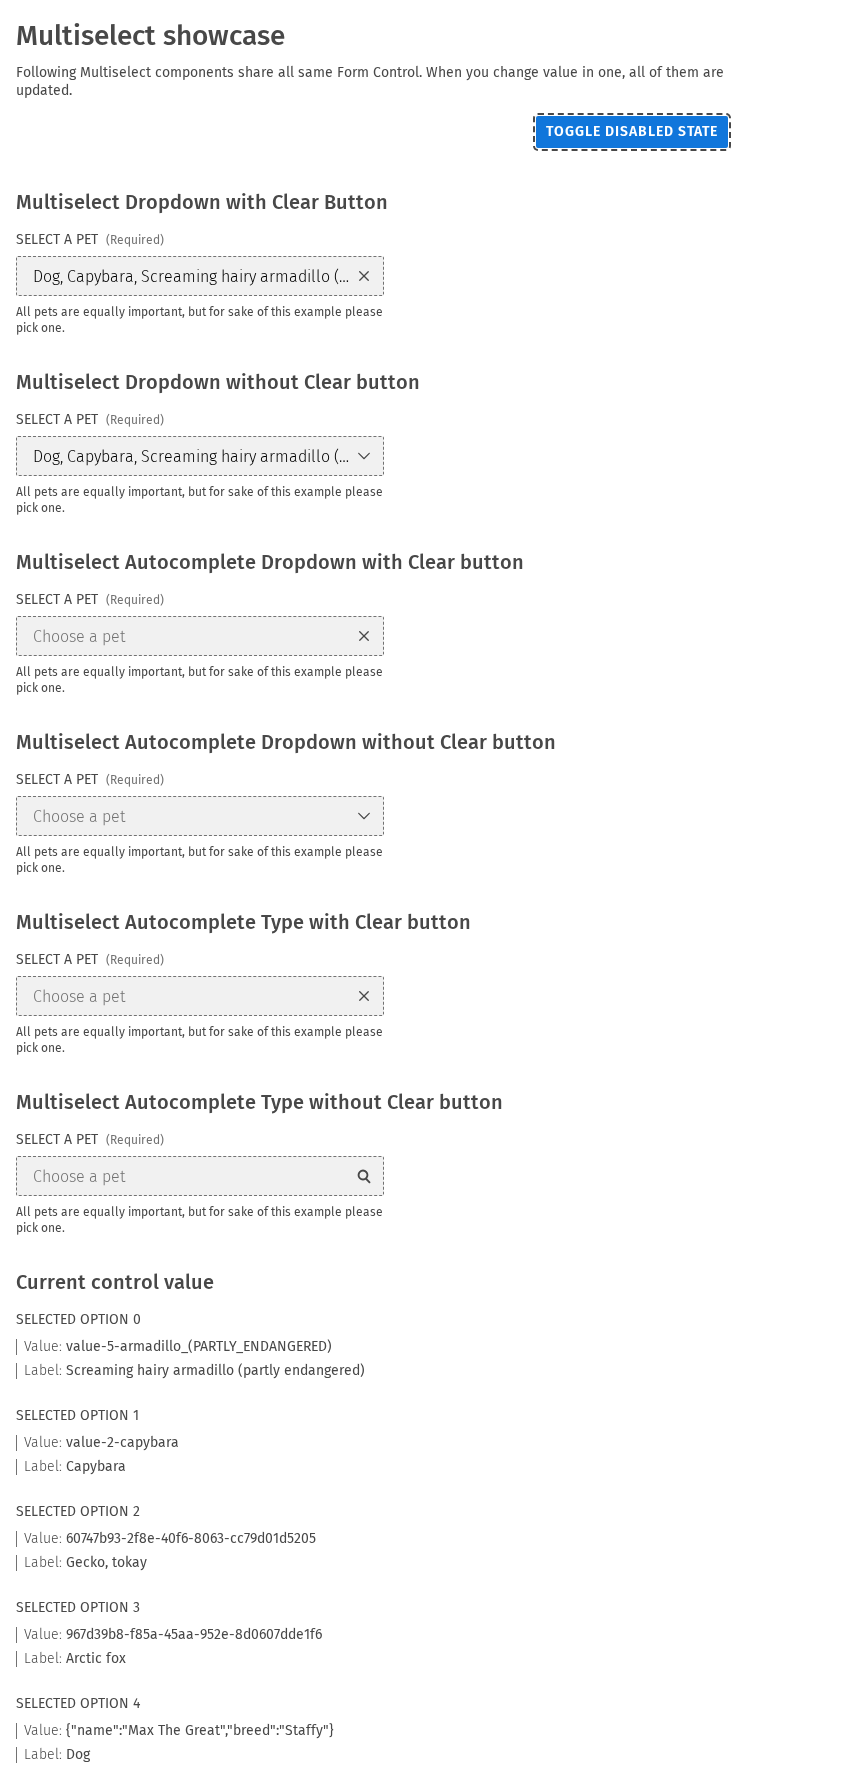 Multiselect showcase
Following Multiselect components share all same Form Control. When you change value in one, all of them are
updated.
TOGGLE DISABLED STATE
Multiselect Dropdown with Clear Button
SELECT A PET (Required)
Dog, Capybara, Screaming hairy armadillo (...
All pets are equally important, but for sake of this example please
pick one.
Multiselect Dropdown without Clear button
SELECT A PET (Required)
Dog, Capybara, Screaming hairy armadillo (...
All pets are equally important, but for sake of this example please
pick one.
Multiselect Autocomplete Dropdown with Clear button
SELECT A PET (Required)
Choose a pet
All pets are equally important, but for sake of this example please
pick one.
Multiselect Autocomplete Dropdown without Clear button
SELECT A PET (Required)
Choose a pet
All pets are equally important, but for sake of this example please
pick one.
Multiselect Autocomplete Type with Clear button
SELECT A PET (Required)
Choose a pet
All pets are equally important, but for sake of this example please
pick one.
Multiselect Autocomplete Type without Clear button
SELECT A PET (Required)
Choose a pet
All pets are equally important, but for sake of this example please
pick one.
Current control value
SELECTED OPTION 0
Value: value-5-armadillo_(PARTLY_ENDANGERED)
Label: Screaming hairy armadillo (partly endangered)
SELECTED OPTION 1
Value: value-2-capybara
Label: Capybara
SELECTED OPTION 2
Value: 60747b93-2f8e-40f6-8063-cc79d01d5205
Label: Gecko, tokay
SELECTED OPTION 3
Value: 967d39b8-f85a-45aa-952e-8d0607dde1f6
Label: Arctic fox
SELECTED OPTION 4
Value: {"name":"Max The Great","breed":"Staffy"}
Label: Dog